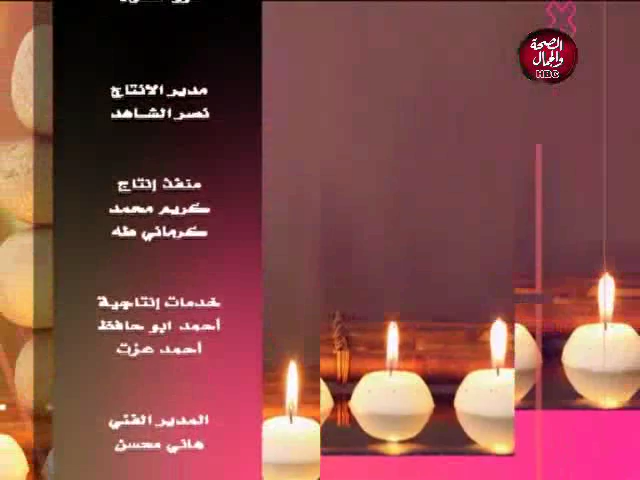 الصحة
والجمال
HBC
مدير الانتاج
نصر الشاهد
منفذ إنتاج
كريم محمد
كرماني طه
خدمات إنتاجية
أحمد ابو حافظ
أحمد عزت
المدير الفني
هاني محسن